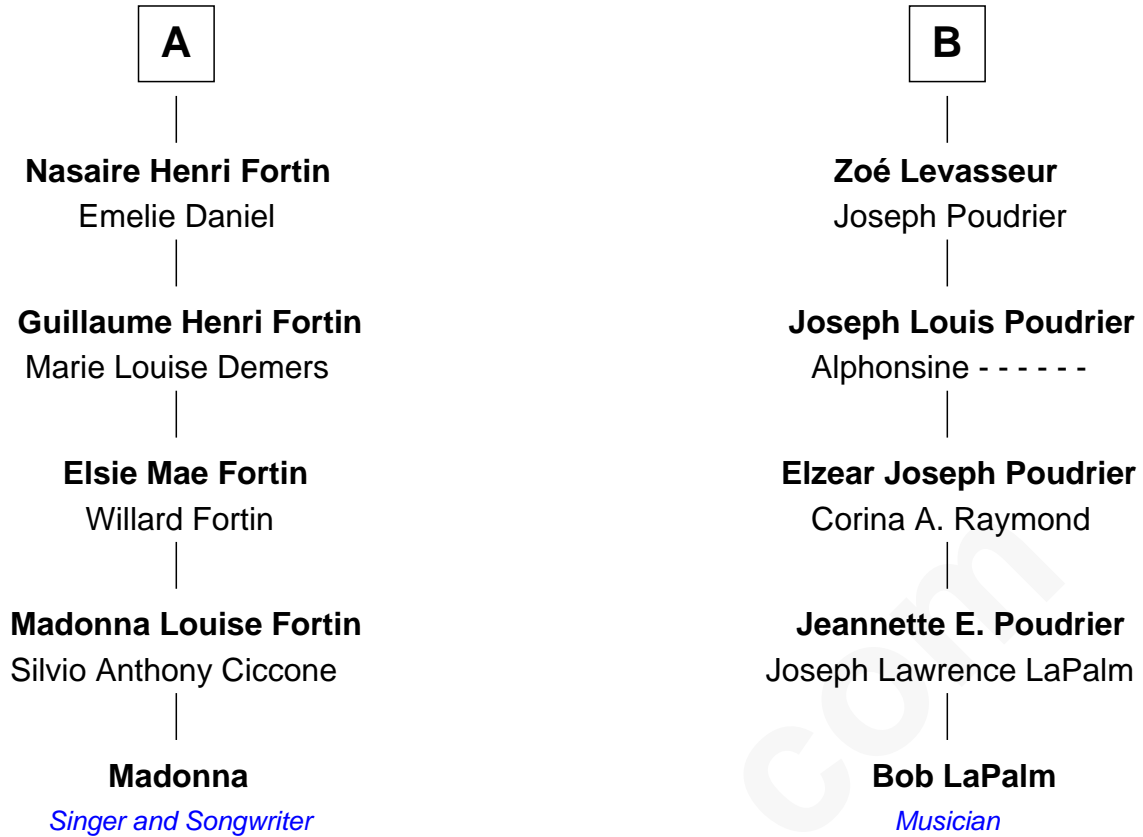 A
B
Nasaire Henri Fortin
Emelie Daniel
Zoé Levasseur
Joseph Poudrier
Guillaume Henri Fortin
Marie Louise Demers
Joseph Louis Poudrier
Alphonsine - - - - - -
Elsie Mae Fortin
Willard Fortin
Elzear Joseph Poudrier
Corina A. Raymond
Madonna Louise Fortin
Silvio Anthony Ciccone
Jeannette E. Poudrier
Joseph Lawrence LaPalm
Madonna
Singer and Songwriter
Bob LaPalm
Musician
com